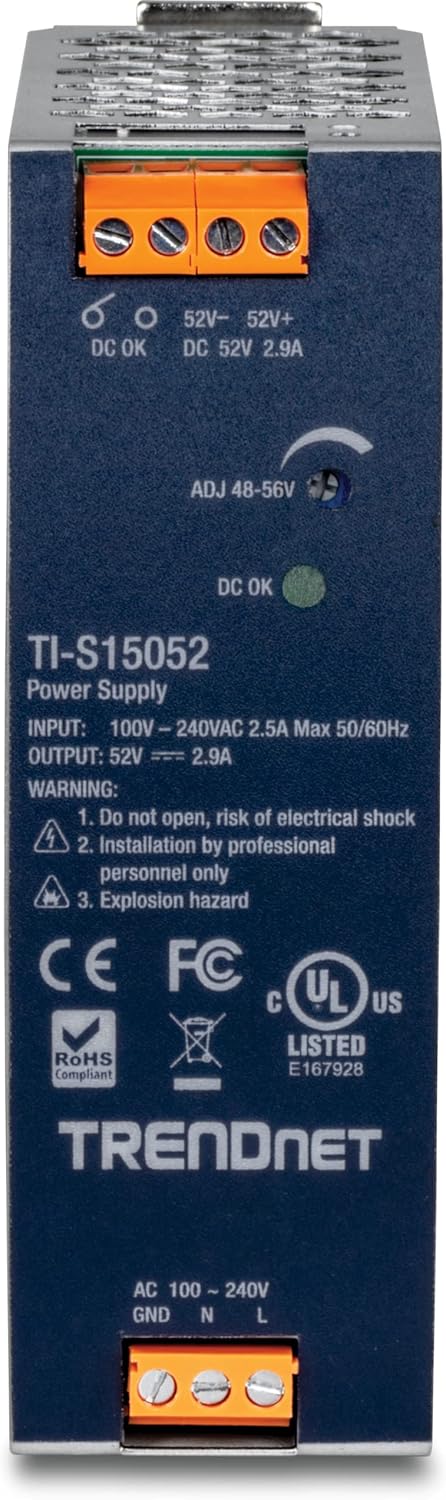 52V– 52V+
DC OK DC 52V 2.9A
ADJ 48-56V
DC OK
TI-S15052
Power Supply
INPUT: 100V – 240VAC 2.5A Max 50/60Hz
OUTPUT: 52V ⎓ 2.9A
WARNING:
1. Do not open, risk of electrical shock
2. Installation by professional
personnel only
3. Explosion hazard
CE FC
C UL US
LISTED
E167928
RoHS
Compliant
TRENDnET
AC 100 ~ 240V
GND N L